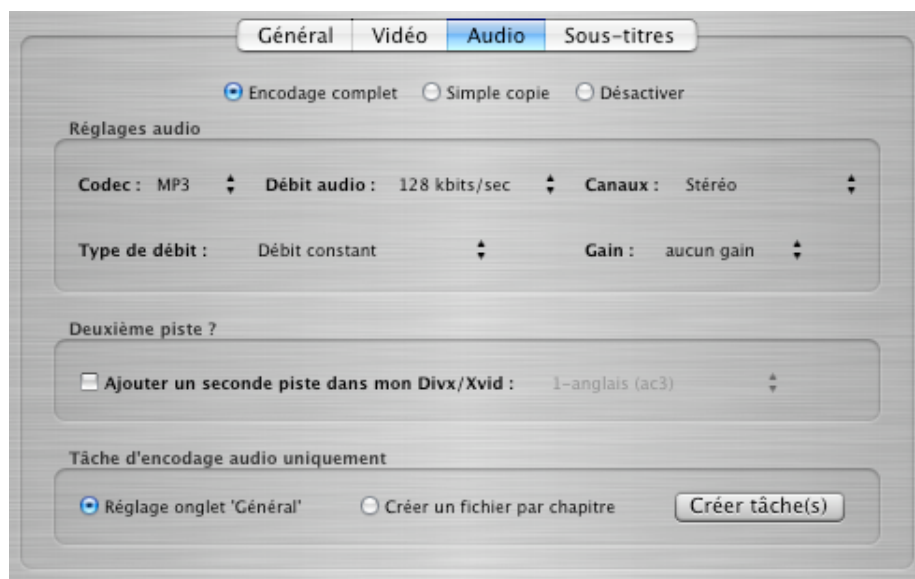 Général Vidéo Audio Sous-titres
Encodage complet Simple copie Désactiver
Réglages audio
Codec : MP3 Débit audio : 128 kbits/sec Canaux : Stéréo
Type de débit : Débit constant Gain : aucun gain
Deuxième piste ?
Ajouter un seconde piste dans mon Divx/Xvid : 1-anglais (ac3)
Tâche d'encodage audio uniquement
Réglage onglet 'Général' Créer un fichier par chapitre Créer tâche(s)